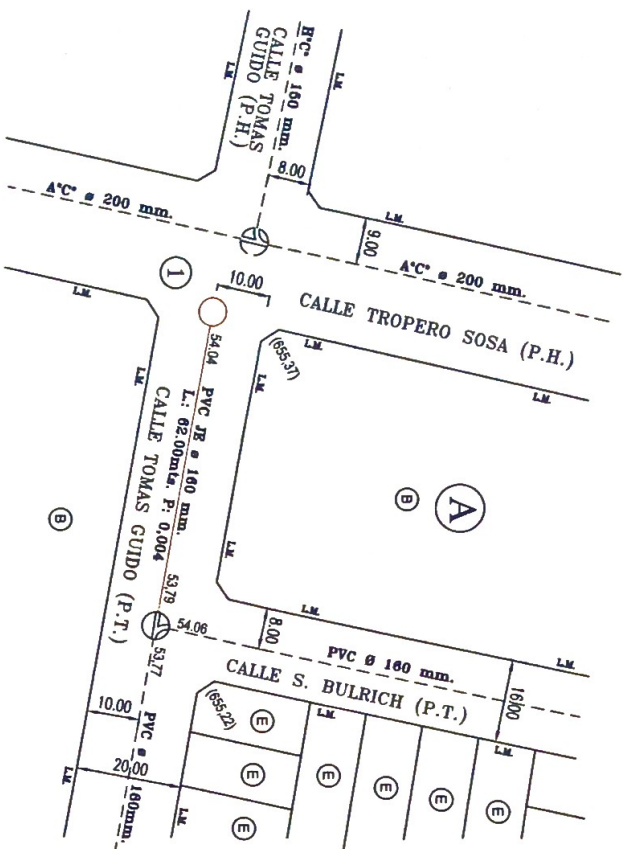 H°C° ø 160 mm.
CALLE TOMAS
GUIDO (P.H.)
L.M.
L.M.
8.00
A°C° ø 200 mm.
L.M.
9.00
A°C° ø 200 mm.
CALLE TROPERO SOSA (P.H.)
1
10.00
L.M.
(655,37)
L.M.
L.M.
A
B
54.04
PVC JE ø 160 mm.
L.: 62.00mts. P: 0.004
53,79
CALLE TOMAS GUIDO (P.T.)
L.M.
L.M.
B
54.06
53,77
PVC ø 160mm.
L.M.
8.00
PVC Ø 160 mm.
L.M.
16.00
CALLE S. BULRICH (P.T.)
(655,22)
L.M.
L.M.
10.00
20.00
L.M.
L.M.
E
E
E
E
E
E
E